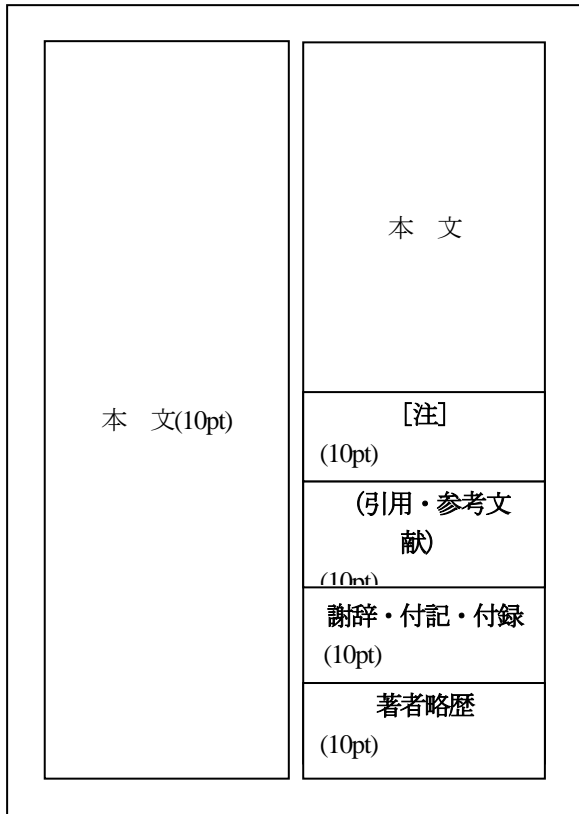 本　文(10pt)
本　文
[注]
(10pt)
(引用・参考文
献)
(10pt)
謝辞・付記・付録
(10pt)
著者略歴
(10pt)